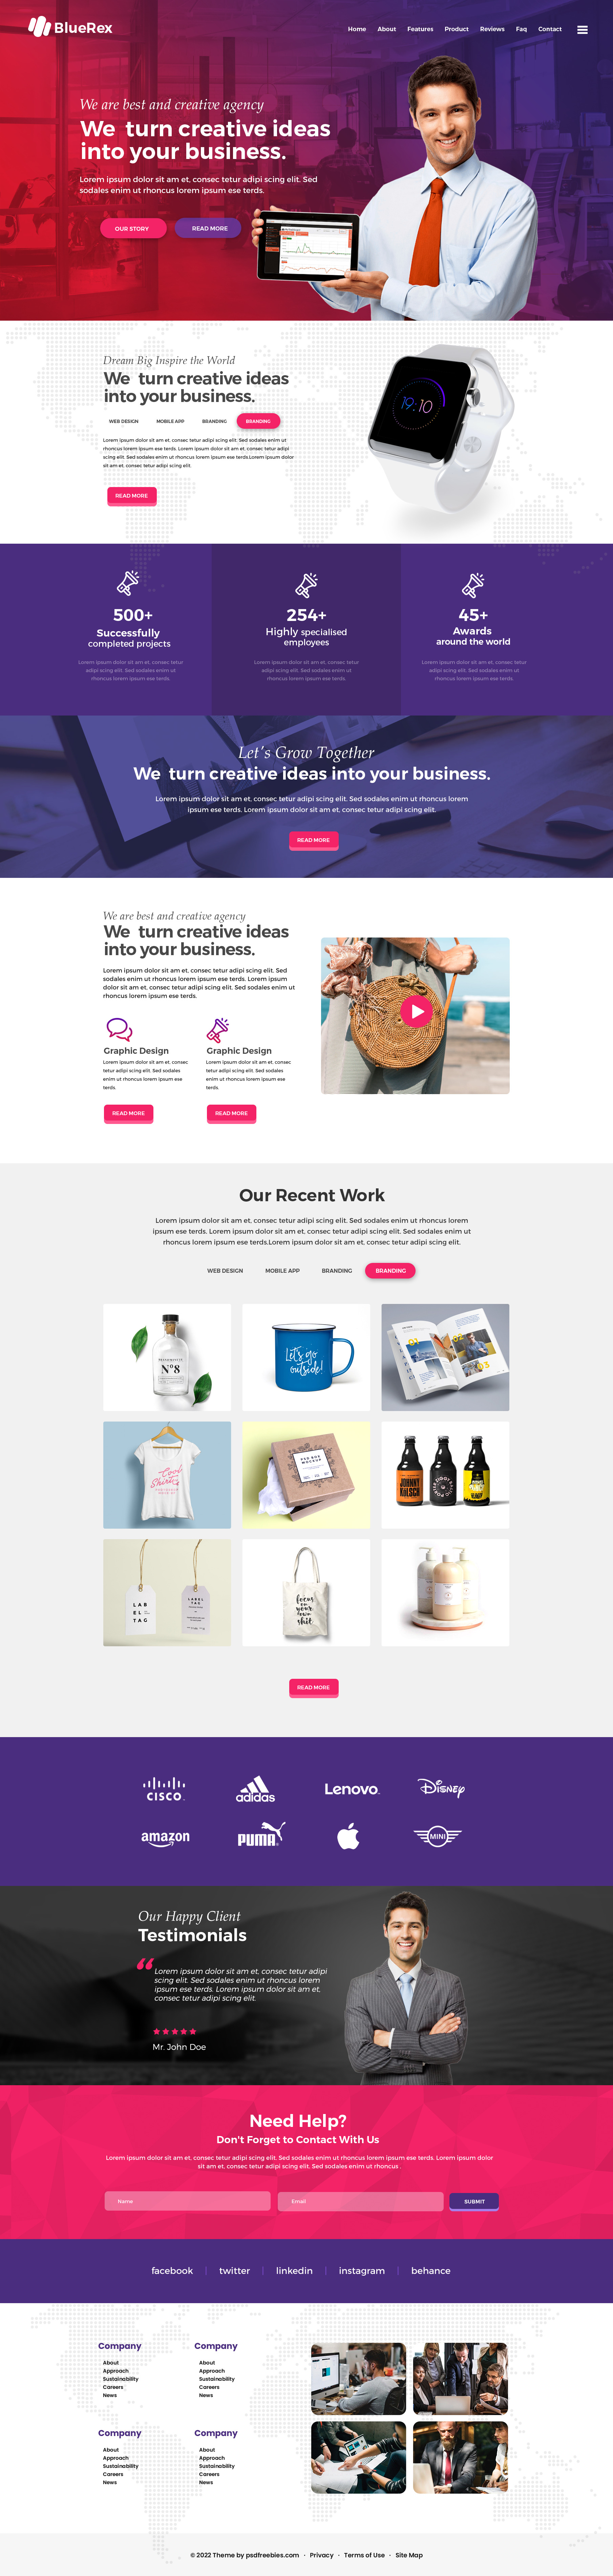 BlueRex
Home About Features Product Reviews Faq Contact
We are best and creative agency
We turn creative ideas
into your business.
Lorem ipsum dolor sit am et, consec tetur adipi scing elit. Sed
sodales enim ut rhoncus lorem ipsum ese terds.
OUR STORY READ MORE
Dream Big Inspire the World
We turn creative ideas
into your business.
WEB DESIGN MOBILE APP BRANDING BRANDING
Lorem ipsum dolor sit am et, consec tetur adipi scing elit. Sed sodales enim ut
rhoncus lorem ipsum ese terds. Lorem ipsum dolor sit am et, consec tetur adipi
scing elit. Sed sodales enim ut rhoncus lorem ipsum ese terds.Lorem ipsum dolor
sit am et, consec tetur adipi scing elit.
READ MORE
19:10
500+
Successfully
completed projects
Lorem ipsum dolor sit am et, consec tetur
adipi scing elit. Sed sodales enim ut
rhoncus lorem ipsum ese terds.
254+
Highly specialised
employees
Lorem ipsum dolor sit am et, consec tetur
adipi scing elit. Sed sodales enim ut
rhoncus lorem ipsum ese terds.
45+
Awards
around the world
Lorem ipsum dolor sit am et, consec tetur
adipi scing elit. Sed sodales enim ut
rhoncus lorem ipsum ese terds.
Let's Grow Together
We turn creative ideas into your business.
Lorem ipsum dolor sit am et, consec tetur adipi scing elit. Sed sodales enim ut rhoncus lorem
ipsum ese terds. Lorem ipsum dolor sit am et, consec tetur adipi scing elit.
READ MORE
We are best and creative agency
We turn creative ideas
into your business.
Lorem ipsum dolor sit am et, consec tetur adipi scing elit. Sed
sodales enim ut rhoncus lorem ipsum ese terds. Lorem ipsum
dolor sit am et, consec tetur adipi scing elit. Sed sodales enim ut
rhoncus lorem ipsum ese terds.
Graphic Design
Lorem ipsum dolor sit am et, consec
tetur adipi scing elit. Sed sodales
enim ut rhoncus lorem ipsum ese
terds.
READ MORE
Graphic Design
Lorem ipsum dolor sit am et, consec
tetur adipi scing elit. Sed sodales
enim ut rhoncus lorem ipsum ese
terds.
READ MORE
Our Recent Work
Lorem ipsum dolor sit am et, consec tetur adipi scing elit. Sed sodales enim ut rhoncus lorem
ipsum ese terds. Lorem ipsum dolor sit am et, consec tetur adipi scing elit. Sed sodales enim ut
rhoncus lorem ipsum ese terds.Lorem ipsum dolor sit am et, consec tetur adipi scing elit.
WEB DESIGN MOBILE APP BRANDING BRANDING
Nº8
Let's go
outside!
01
02
03
Cool
Shirt
BOX
MOCKUP
JOHNNY
KÖLSCH
LAB
EL
TAG
LABEL
TAG
focus
on
your
own
shit
READ MORE
CISCO
adidas
Lenovo
Disney
amazon
PUMA
MINI
Our Happy Client
Testimonials
Lorem ipsum dolor sit am et, consec tetur adipi
scing elit. Sed sodales enim ut rhoncus lorem
ipsum ese terds. Lorem ipsum dolor sit am et,
consec tetur adipi scing elit.
Mr. John Doe
Need Help?
Don't Forget to Contact With Us
Lorem ipsum dolor sit am et, consec tetur adipi scing elit. Sed sodales enim ut rhoncus lorem ipsum ese terds. Lorem ipsum dolor
sit am et, consec tetur adipi scing elit. Sed sodales enim ut rhoncus .
Name
Email
SUBMIT
facebook | twitter | linkedin | instagram | behance
Company
About
Approach
Sustainability
Careers
News
Company
About
Approach
Sustainability
Careers
News
Company
About
Approach
Sustainability
Careers
News
Company
About
Approach
Sustainability
Careers
News
© 2022 Theme by psdfreebies.com · Privacy · Terms of Use · Site Map